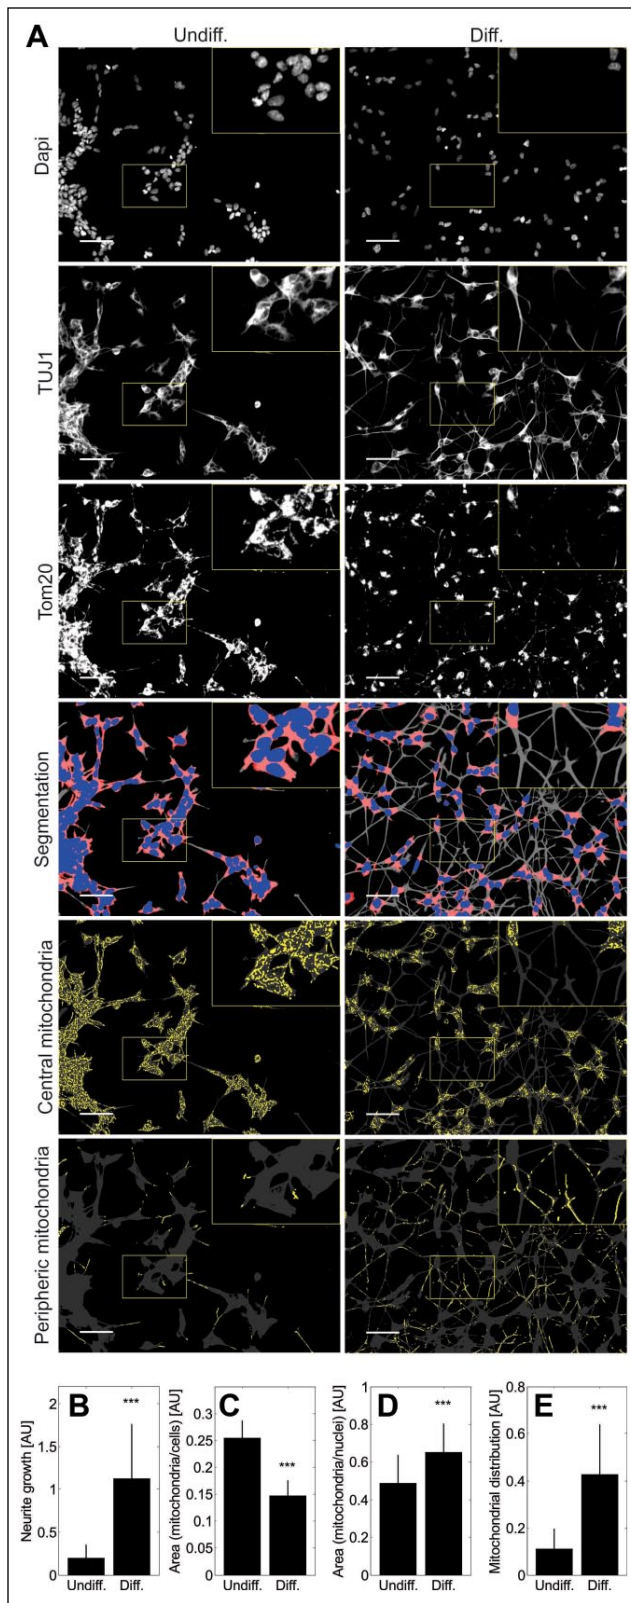 A
Undiff.
Diff.
Dapi
TUJ1
Tom20
Segmentation
Central mitochondria
Peripheric mitochondria
B
Neurite growth [AU]
2
1.5
1
0.5
0
***
Undiff. Diff.
C
Area (mitochondria/cells) [AU]
0.3
0.25
0.2
0.15
0.1
0.05
0
***
Undiff. Diff.
D
Area (mitochondria/nuclei) [AU]
1
0.8
0.6
0.4
0.2
0
***
Undiff. Diff.
E
Mitochondrial distribution [AU]
0.8
0.6
0.4
0.2
0
***
Undiff. Diff.